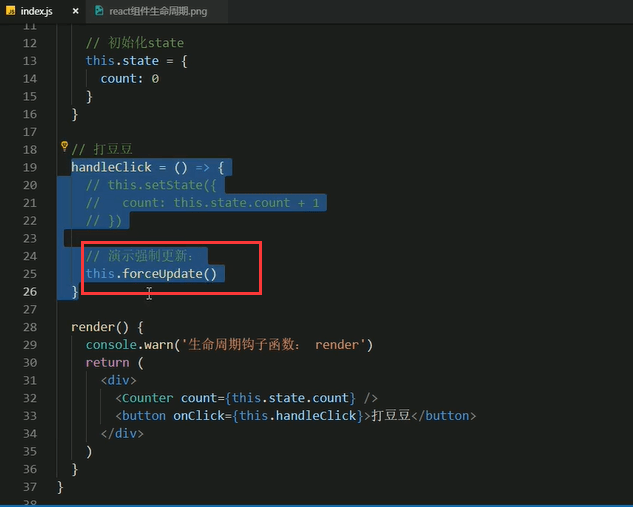 JS index.js × react组件生命周期.png
11
12 // 初始化state
13 this.state = {
14 count: 0
15 }
16 }
17
18 // 打豆豆
19 handleClick = () => {
20 // this.setState({
21 // count: this.state.count + 1
22 // })
23
24 // 演示强制更新：
25 this.forceUpdate()
26 }
27
28 render() {
29 console.warn('生命周期钩子函数： render')
30 return (
31 <div>
32 <Counter count={this.state.count} />
33 <button onClick={this.handleClick}>打豆豆</button>
34 </div>
35 )
36 }
37 }
38